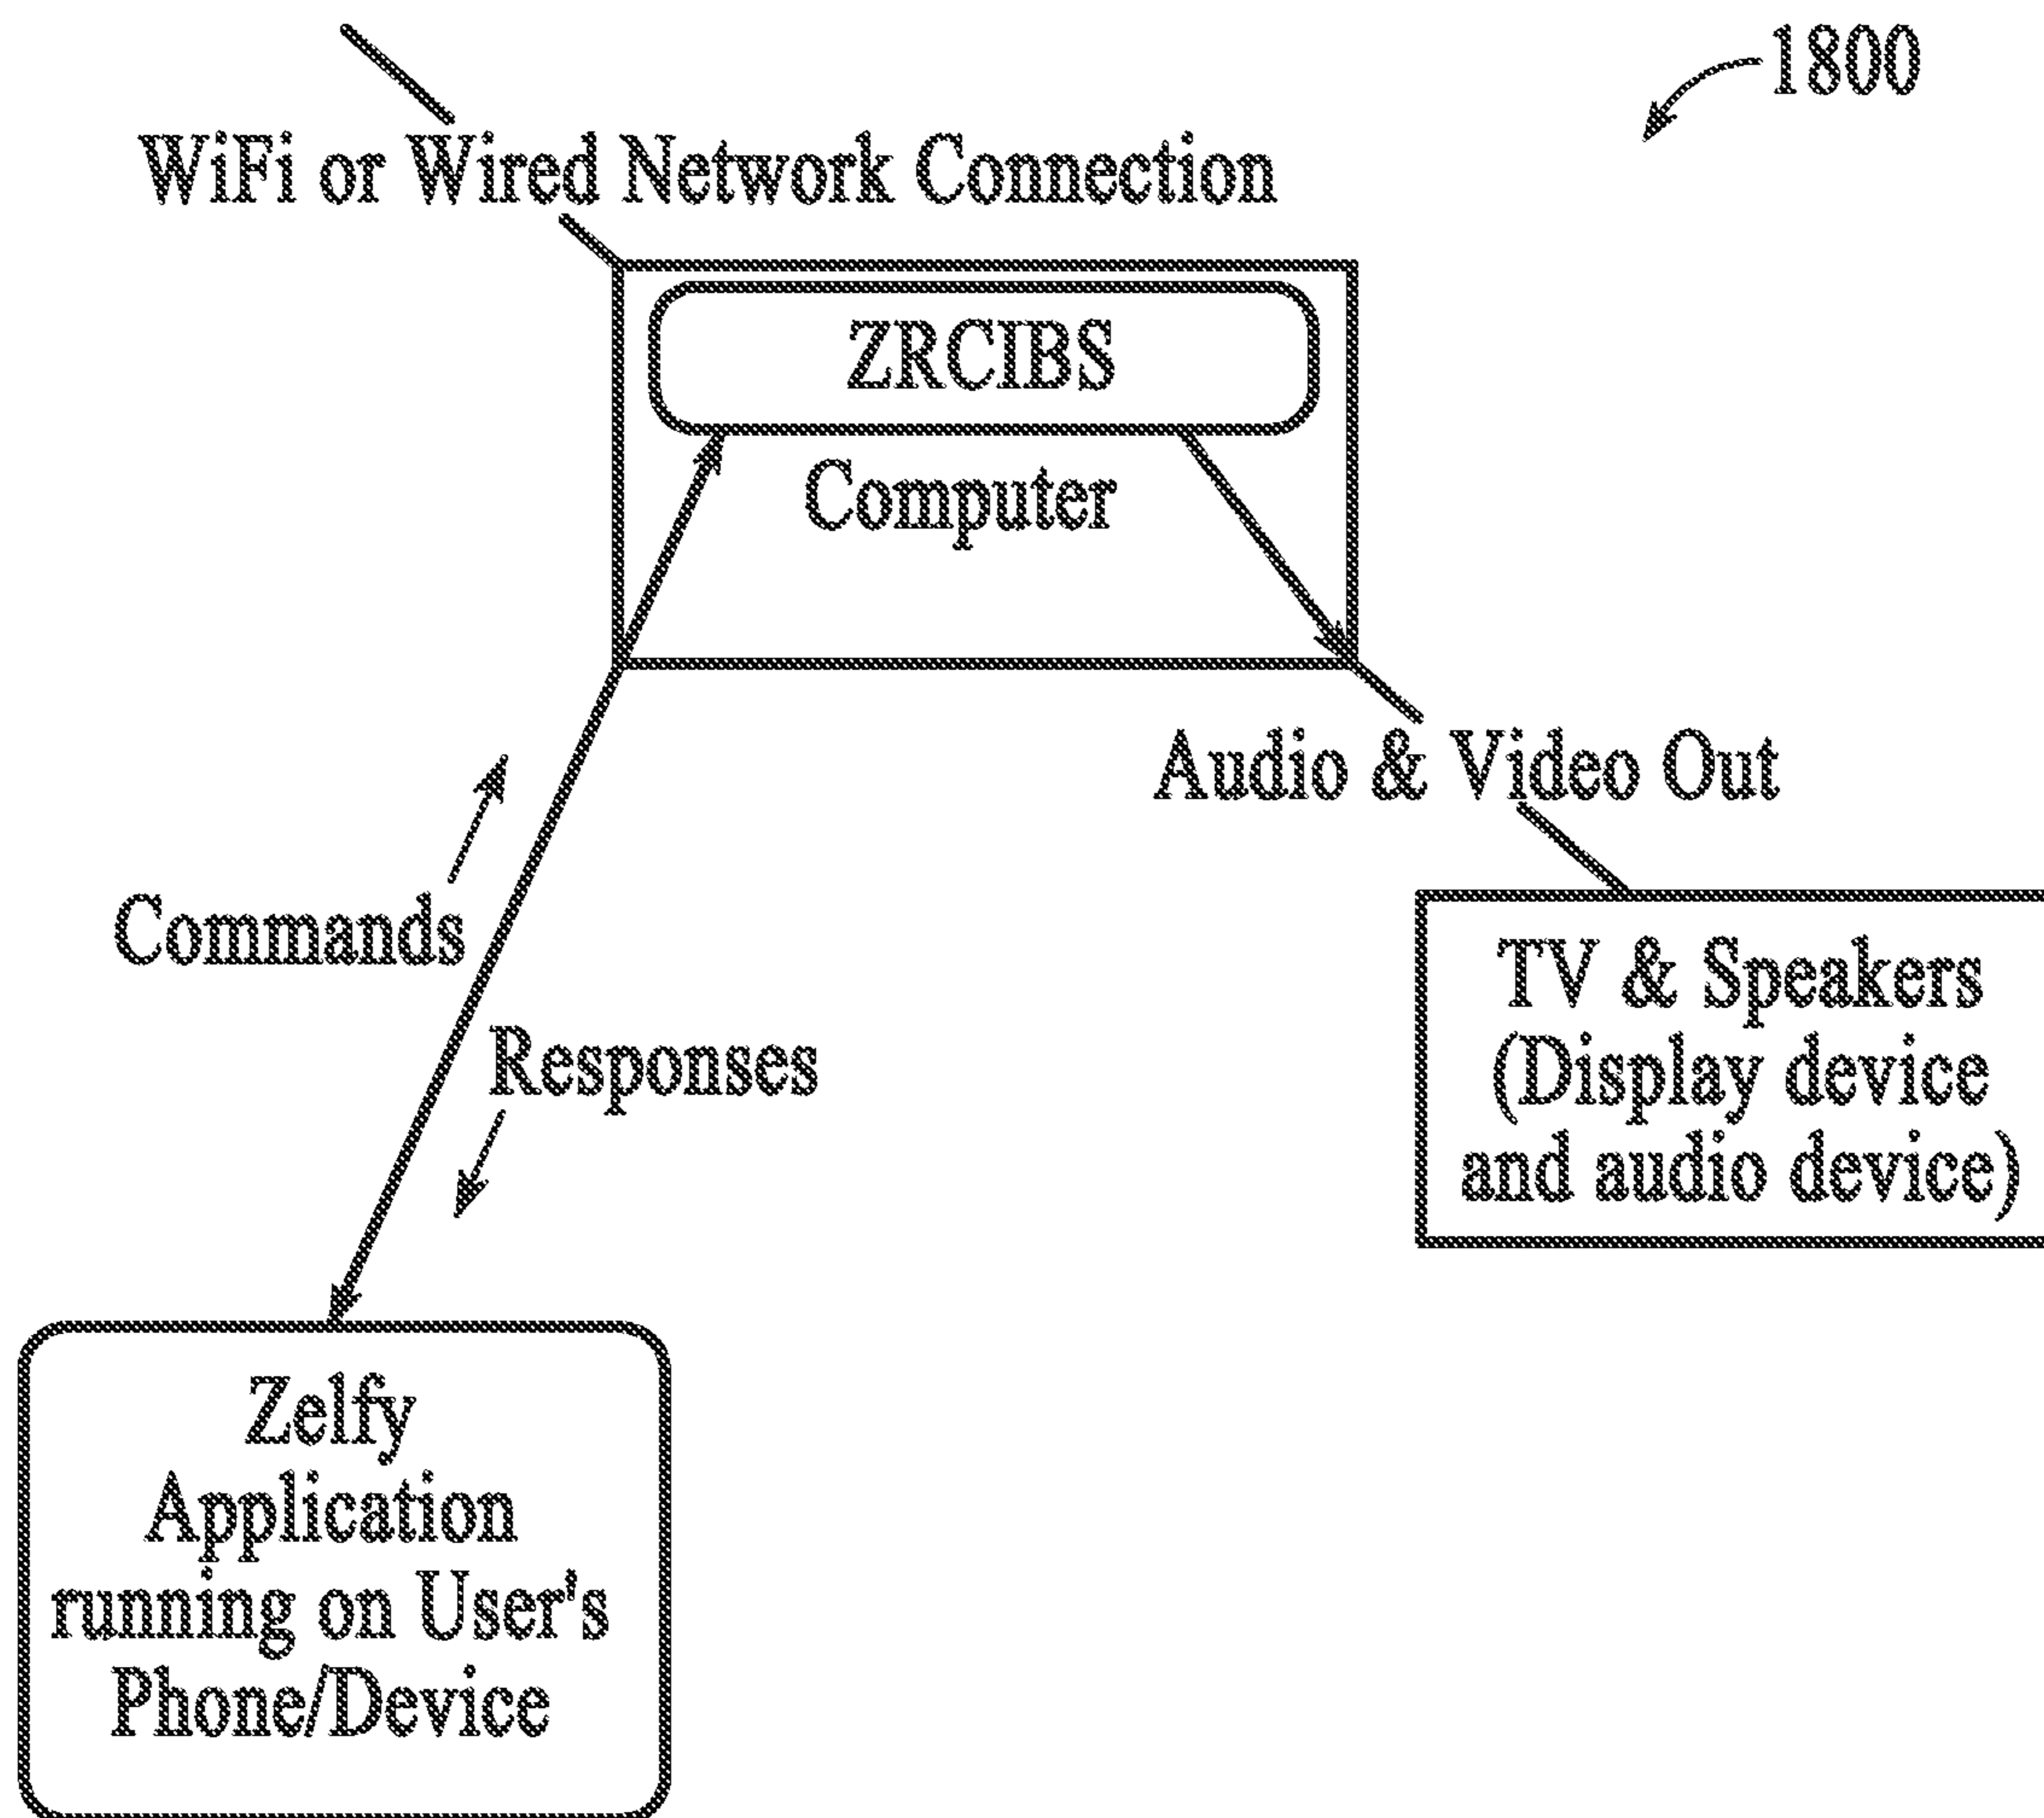 1800
WiFi or Wired Network Connection
ZRCIBS
Computer
Audio & Video Out
Commands
TV & Speakers
(Display device
and audio device)
Responses
Zelfy
Application
running on User's
Phone/Device